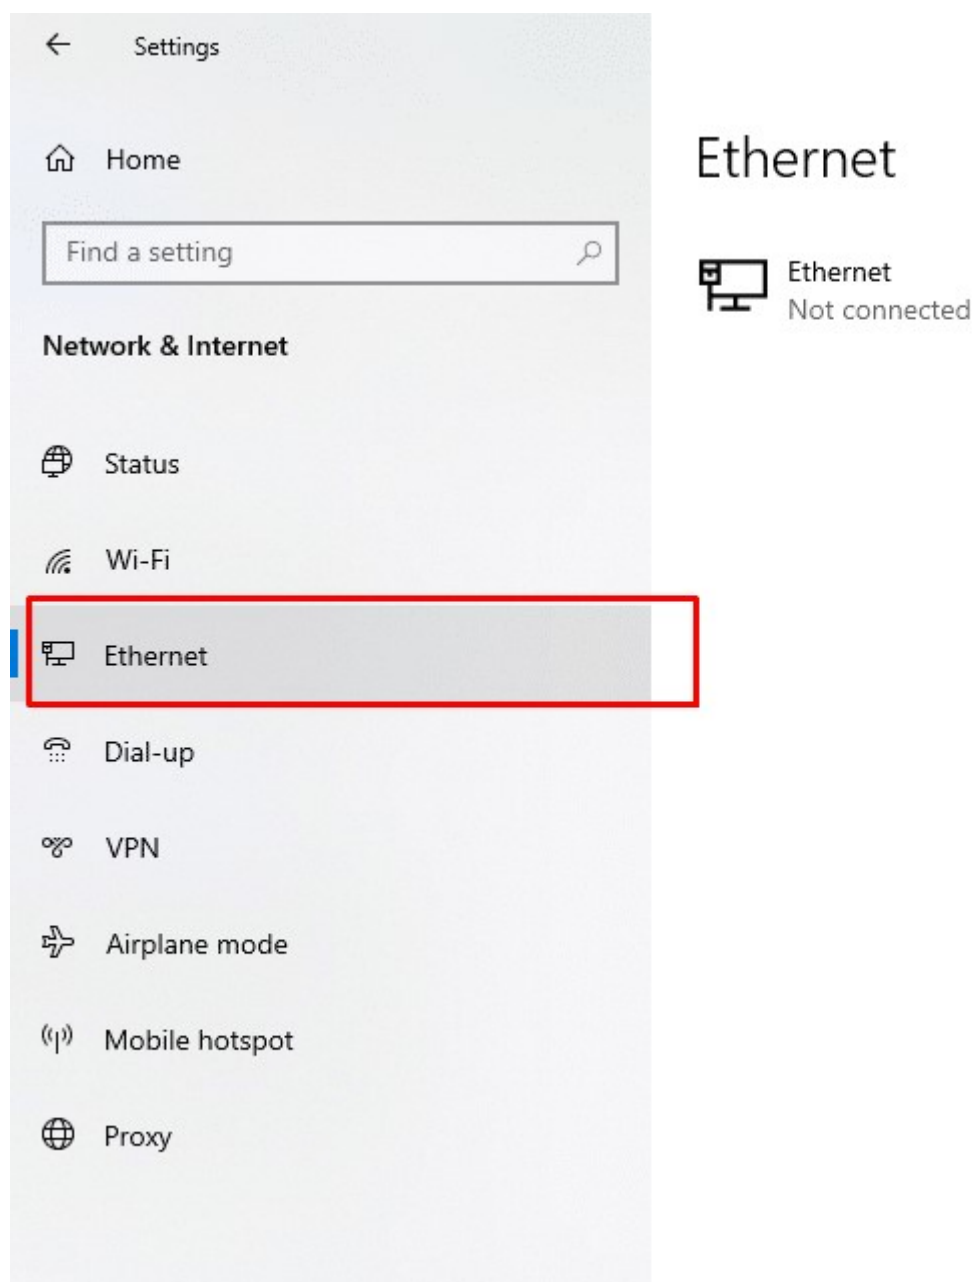 Settings
Home
Find a setting
Network & Internet
Status
Wi-Fi
Ethernet
Dial-up
VPN
Airplane mode
Mobile hotspot
Proxy
Ethernet
Ethernet
Not connected